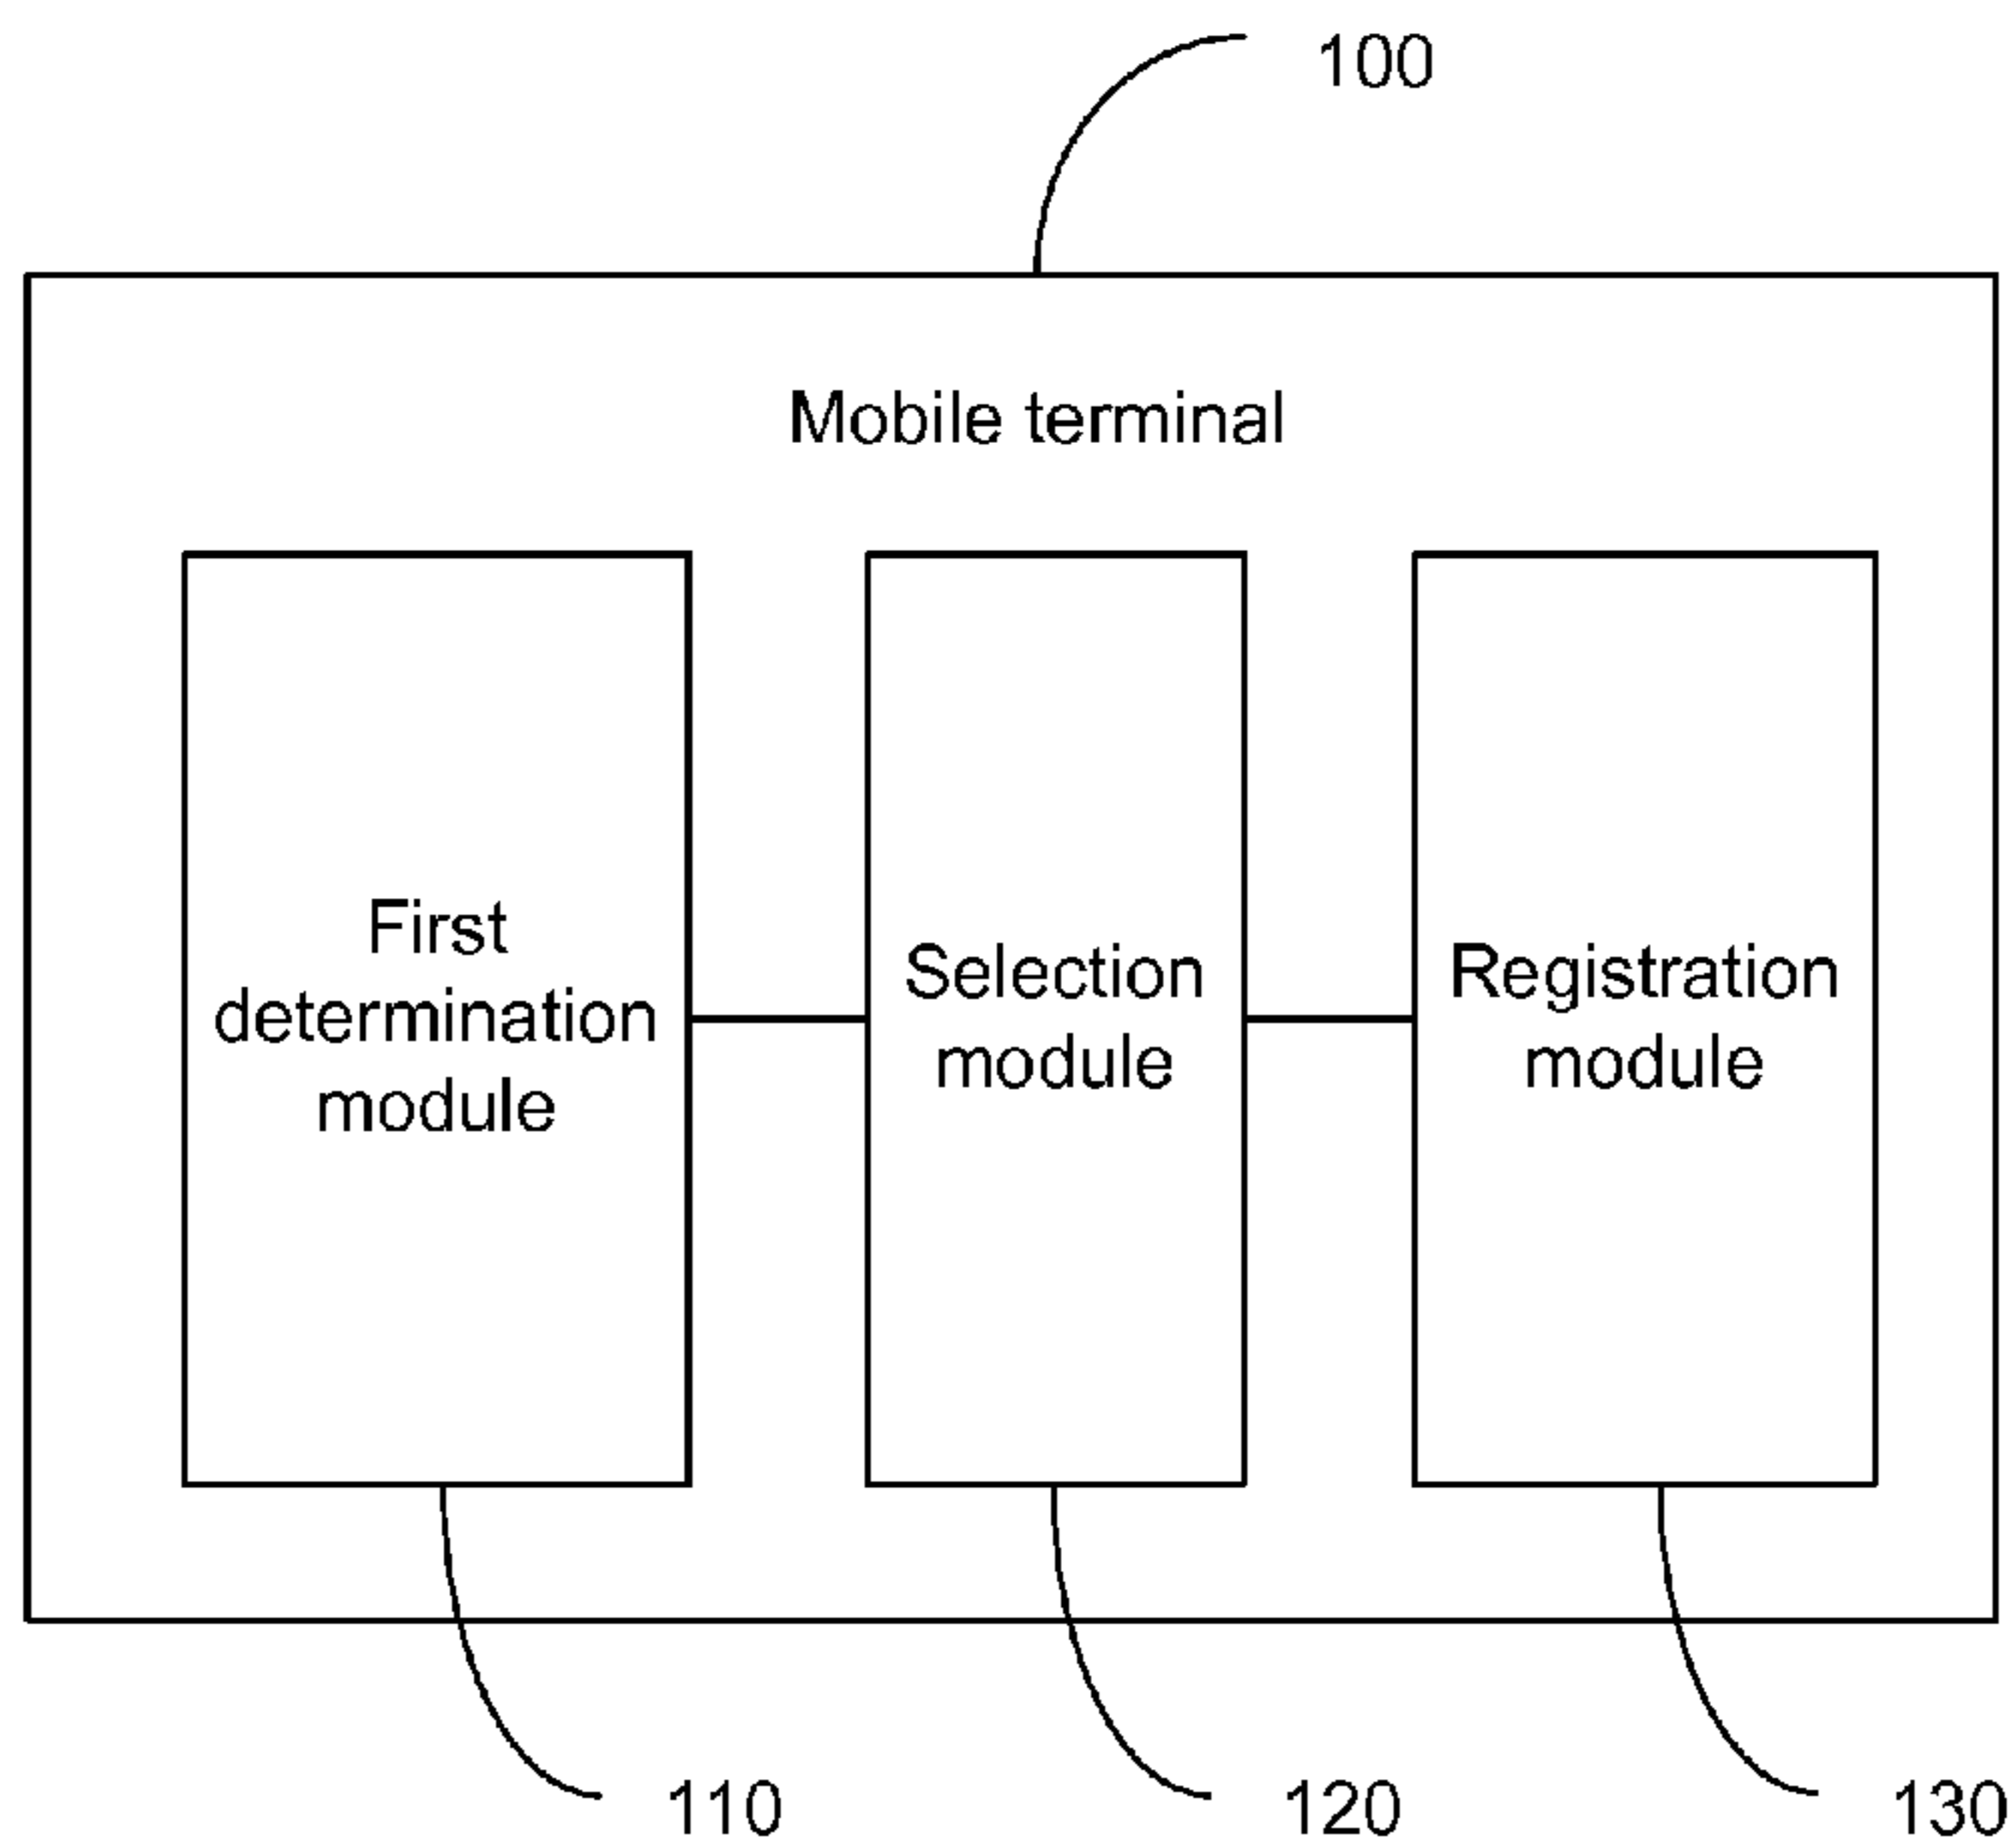 100
Mobile terminal
First
determination
module
Selection
module
Registration
module
110
120
130